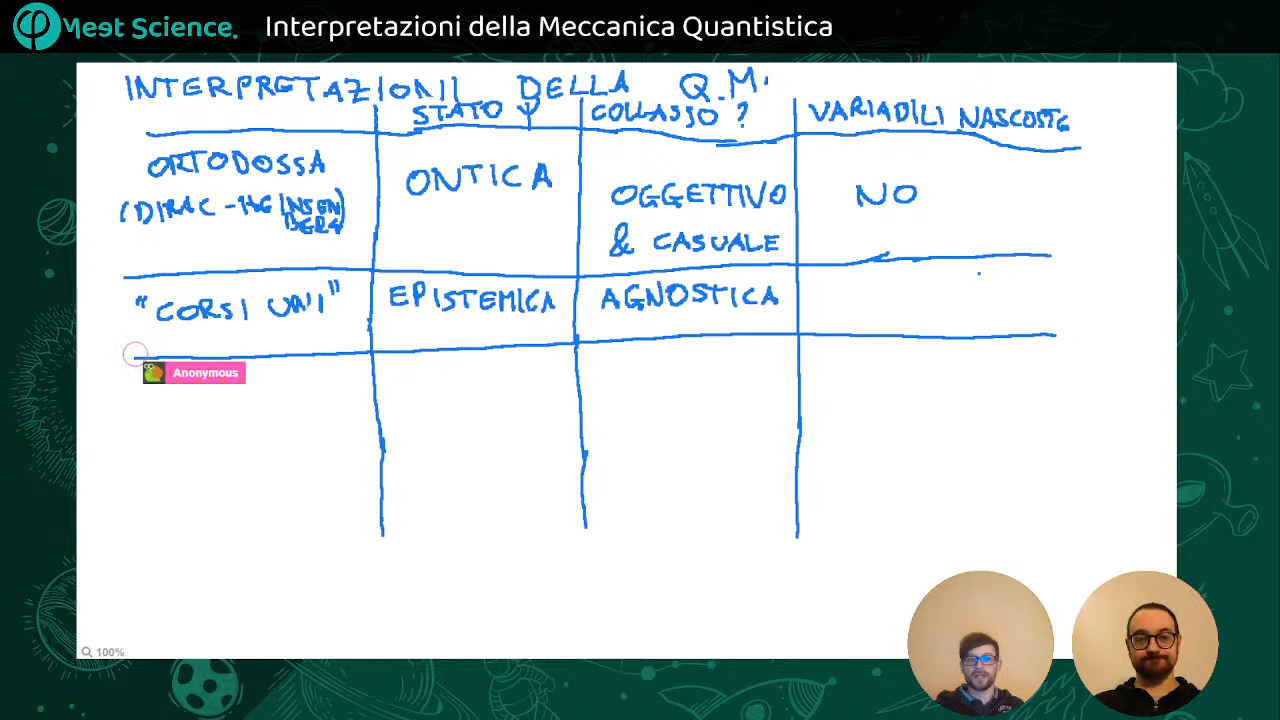 Meet Science.
Interpretazioni della Meccanica Quantistica
INTERPRETAZIONI DELLA Q.M.
STATO Ψ COLLASSO? VARIABILI NASCOSTE
ORTODOSSA
ONTICA
(DIRAC - HEISENBERG)
OGGETTIVO
& CASUALE
NO
"CORSI UNI" EPISTEMICA AGNOSTICA
Anonymous
100%